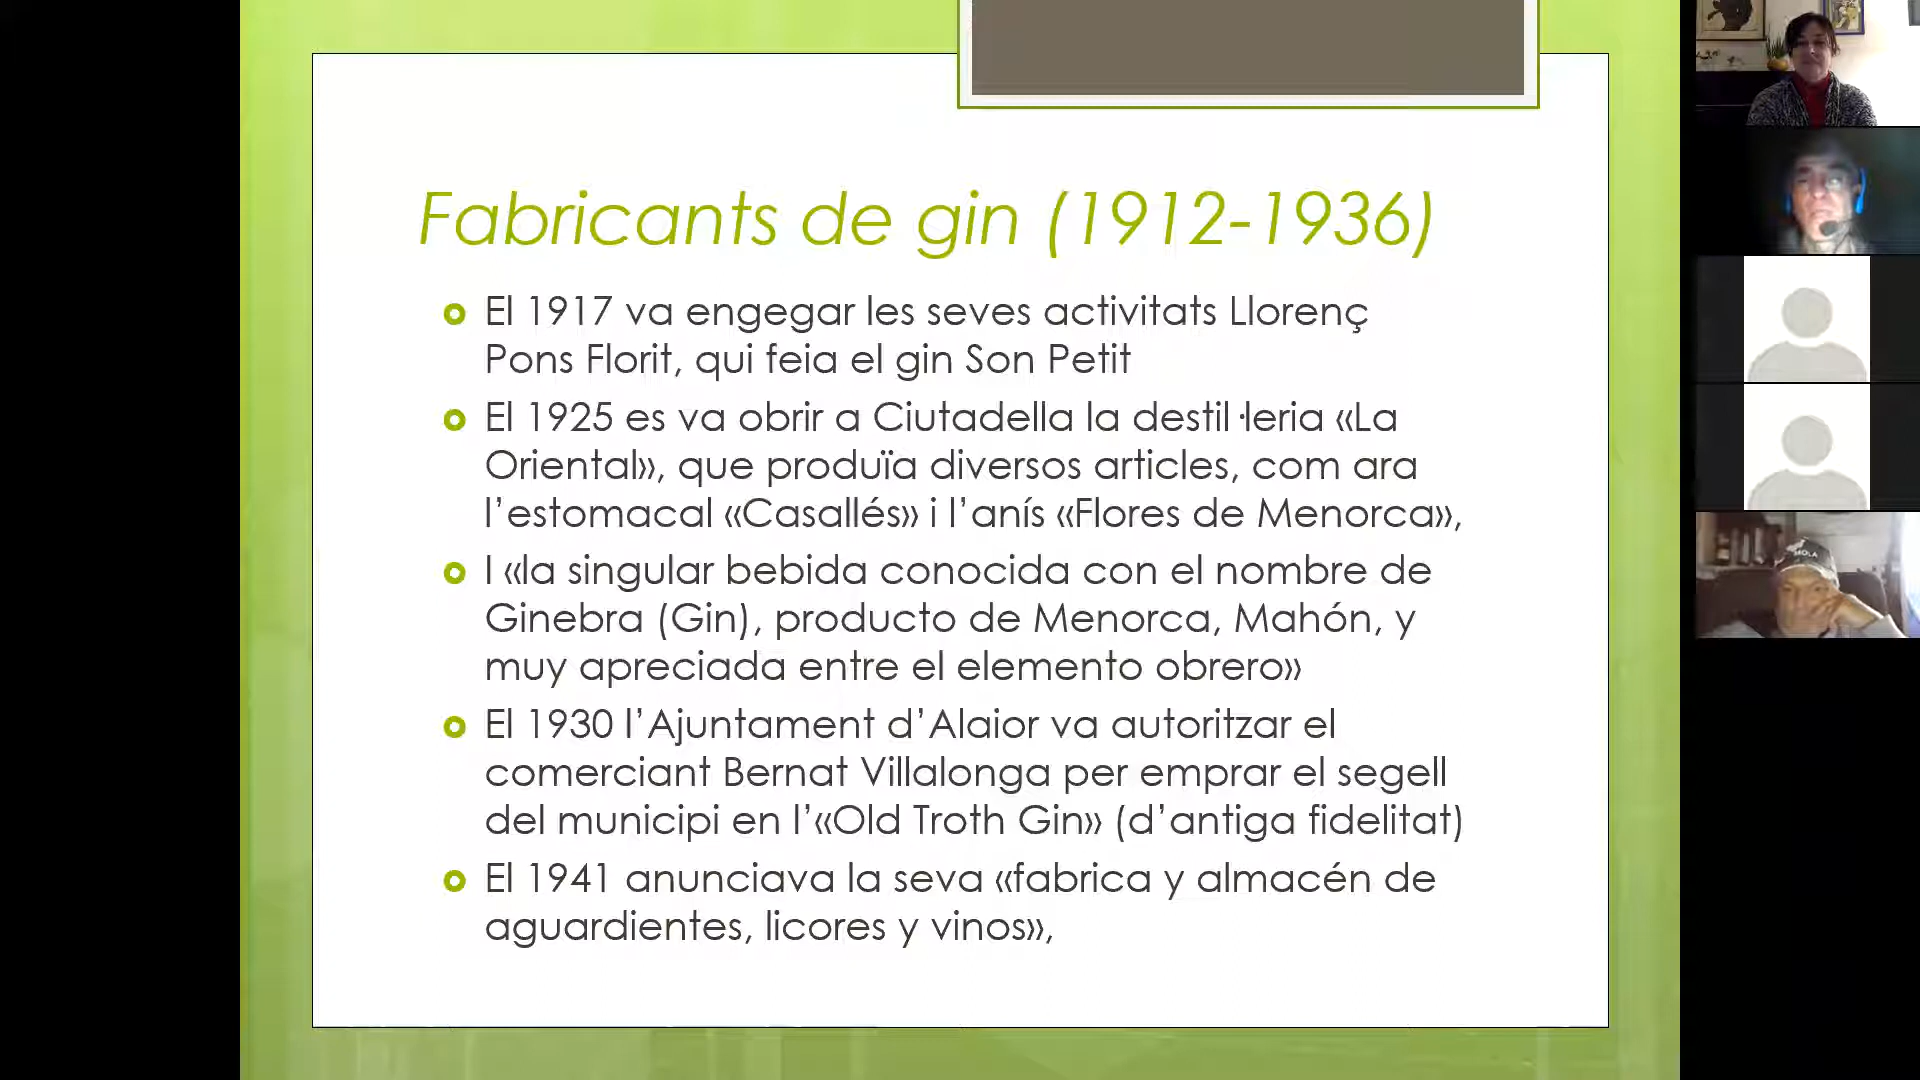 Fabricants de gin (1912-1936)
El 1917 va engegar les seves activitats Llorenç
Pons Florit, qui feia el gin Son Petit
El 1925 es va obrir a Ciutadella la destil·leria «La
Oriental», que produïa diversos articles, com ara
l’estomacal «Casallés» i l’anís «Flores de Menorca»,
I «la singular bebida conocida con el nombre de
Ginebra (Gin), producto de Menorca, Mahón, y
muy apreciada entre el elemento obrero»
El 1930 l’Ajuntament d’Alaior va autoritzar el
comerciant Bernat Villalonga per emprar el segell
del municipi en l’«Old Troth Gin» (d’antiga fidelitat)
El 1941 anunciava la seva «fabrica y almacén de
aguardientes, licores y vinos»,